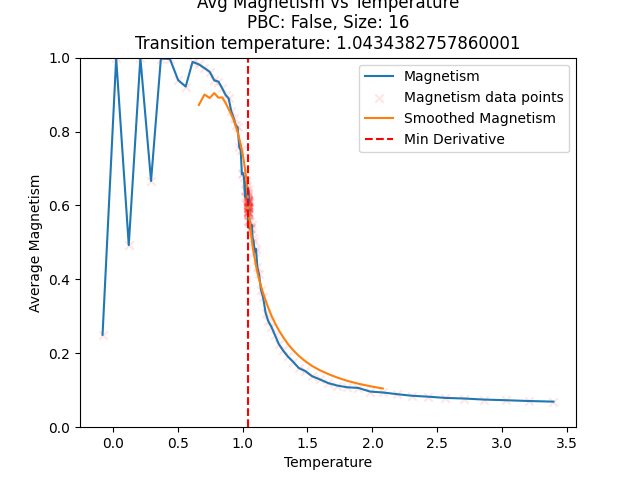 Avg Magnetism vs Temperature
PBC: False, Size: 16
Transition temperature: 1.0434382757860001
1.0
0.8
0.6
0.4
0.2
0.0
Average Magnetism
Magnetism
Magnetism data points
Smoothed Magnetism
Min Derivative
0.0 0.5 1.0 1.5 2.0 2.5 3.0 3.5
Temperature